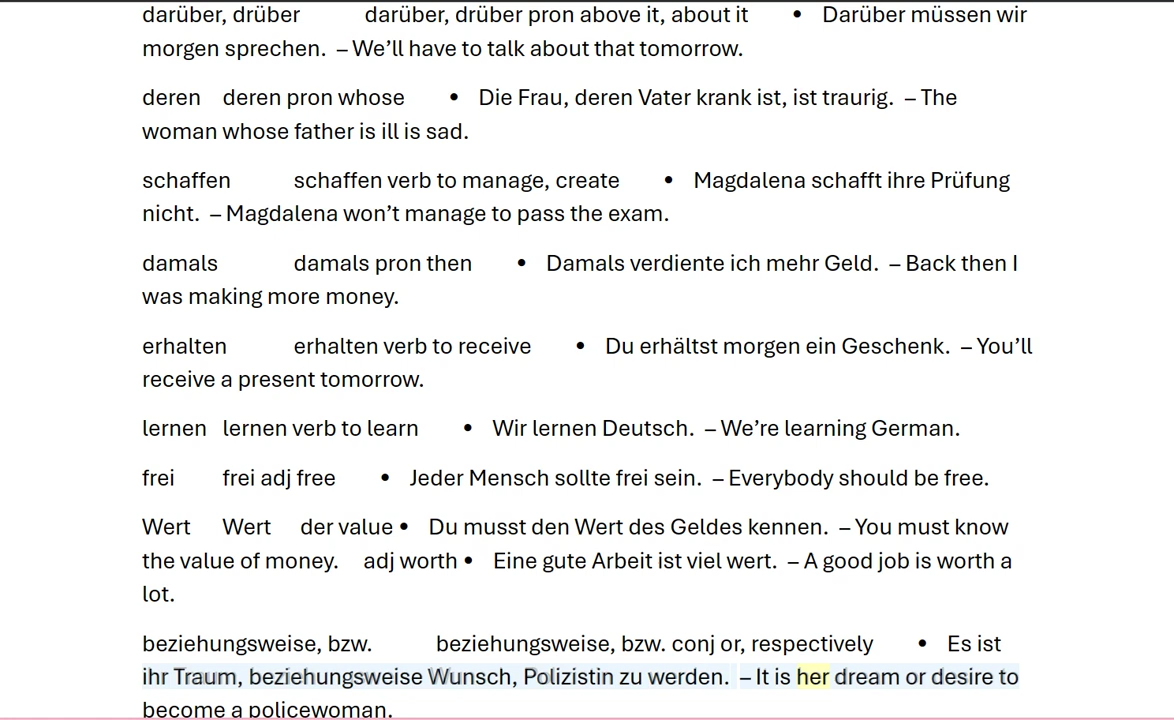 darüber, drüber darüber, drüber pron above it, about it • Darüber müssen wir
morgen sprechen. – We’ll have to talk about that tomorrow.
deren deren pron whose • Die Frau, deren Vater krank ist, ist traurig. – The
woman whose father is ill is sad.
schaffen schaffen verb to manage, create • Magdalena schafft ihre Prüfung
nicht. – Magdalena won’t manage to pass the exam.
damals damals pron then • Damals verdiente ich mehr Geld. – Back then I
was making more money.
erhalten erhalten verb to receive • Du erhältst morgen ein Geschenk. – You’ll
receive a present tomorrow.
lernen lernen verb to learn • Wir lernen Deutsch. – We’re learning German.
frei frei adj free • Jeder Mensch sollte frei sein. – Everybody should be free.
Wert Wert der value • Du musst den Wert des Geldes kennen. – You must know
the value of money. adj worth • Eine gute Arbeit ist viel wert. – A good job is worth a
lot.
beziehungsweise, bzw. beziehungsweise, bzw. conj or, respectively • Es ist
ihr Traum, beziehungsweise Wunsch, Polizistin zu werden. – It is her dream or desire to
become a policewoman.